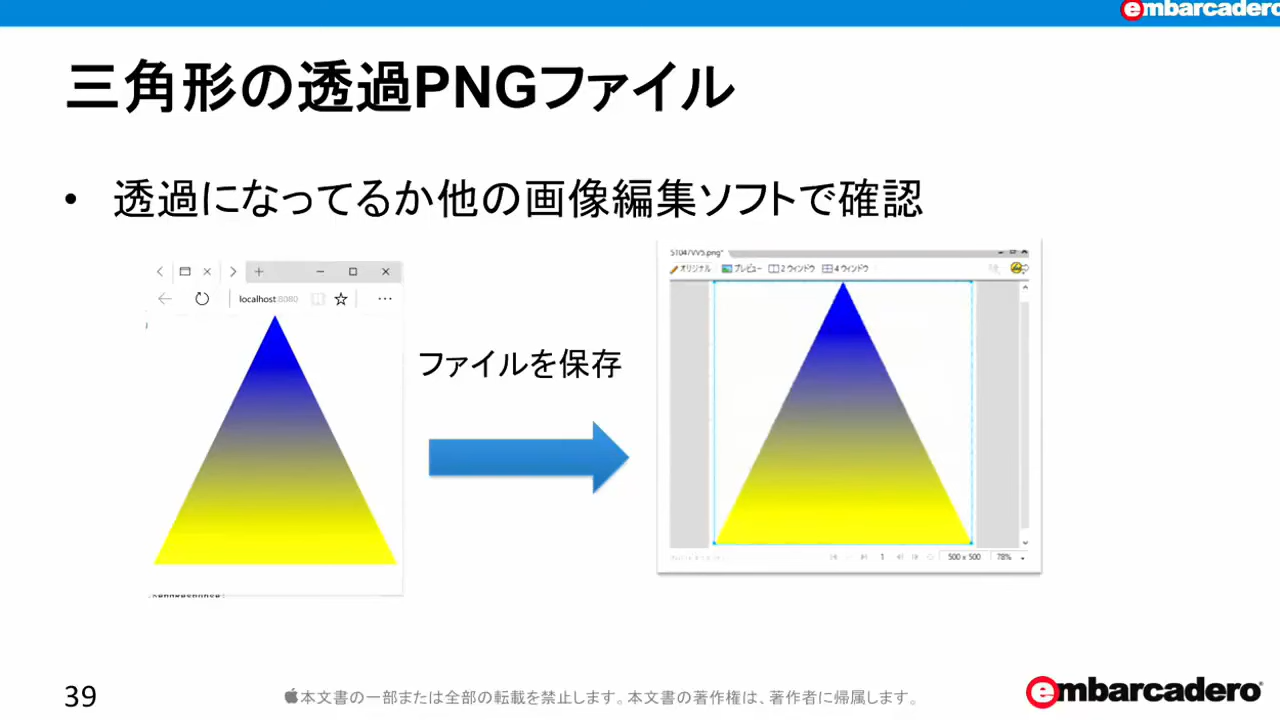 embarcadero
三角形の透過PNGファイル
• 透過になってるか他の画像編集ソフトで確認
localhost:8080
ファイルを保存
ST047VV5.png*
オリジナル プレビュー 2 ウィンドウ 4 ウィンドウ
1 500 x 500 78%
39
本文書の一部または全部の転載を禁止します。本文書の著作権は、著作者に帰属します。
embarcadero